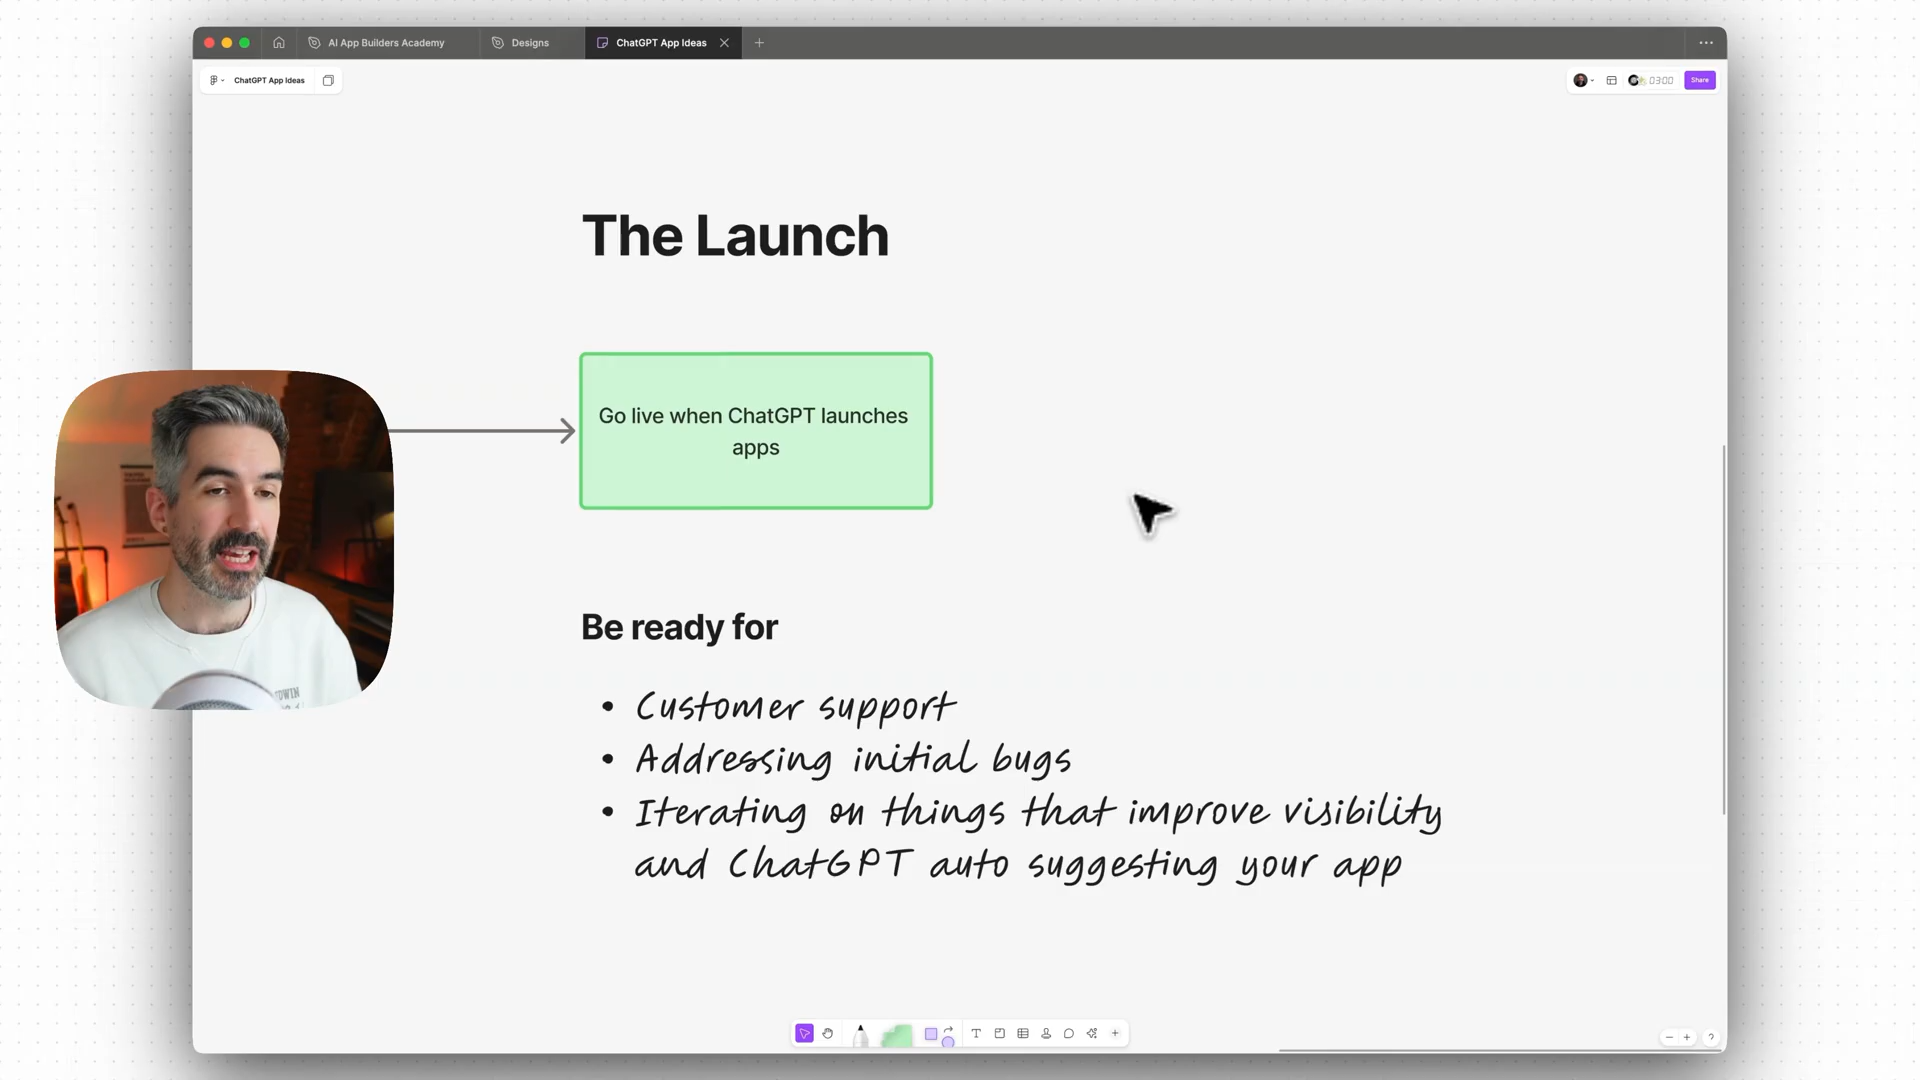 AI App Builders Academy
Designs
ChatGPT App Ideas
ChatGPT App Ideas
03:00
Share
The Launch
Go live when ChatGPT launches
apps
Be ready for
• Customer support
• Addressing initial bugs
• Iterating on things that improve visibility
and ChatGPT auto suggesting your app